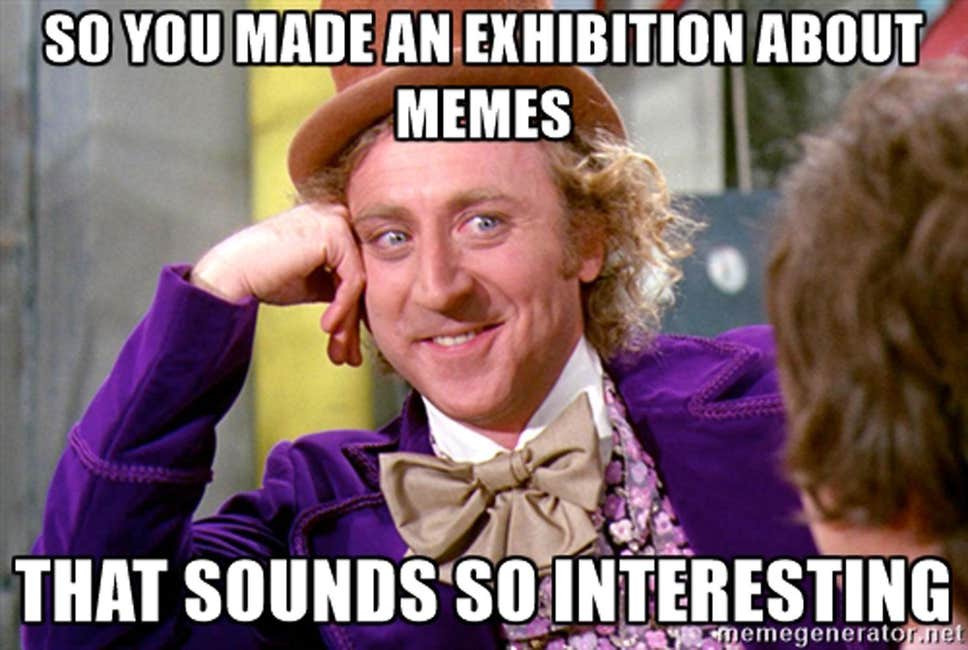 SO YOU MADE AN EXHIBITION ABOUT
MEMES
THAT SOUNDS SO INTERESTING
memegenerator.net